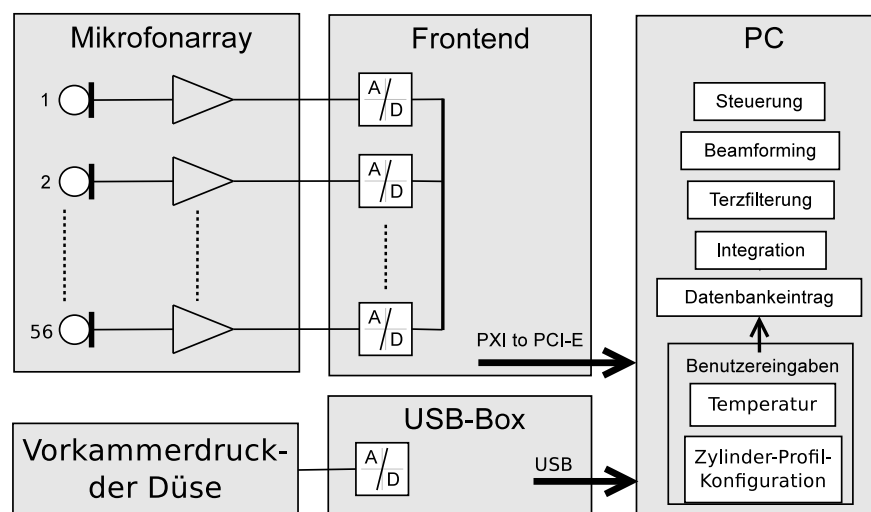 Mikrofonarray
1
2
56
Frontend
A
D
A
D
A
D
PXI to PCI-E
PC
Steuerung
Beamforming
Terzfilterung
Integration
Datenbankeintrag
Benutzereingaben
Temperatur
Zylinder-Profil-
Konfiguration
Vorkammerdruck-
der Düse
USB-Box
A
D
USB